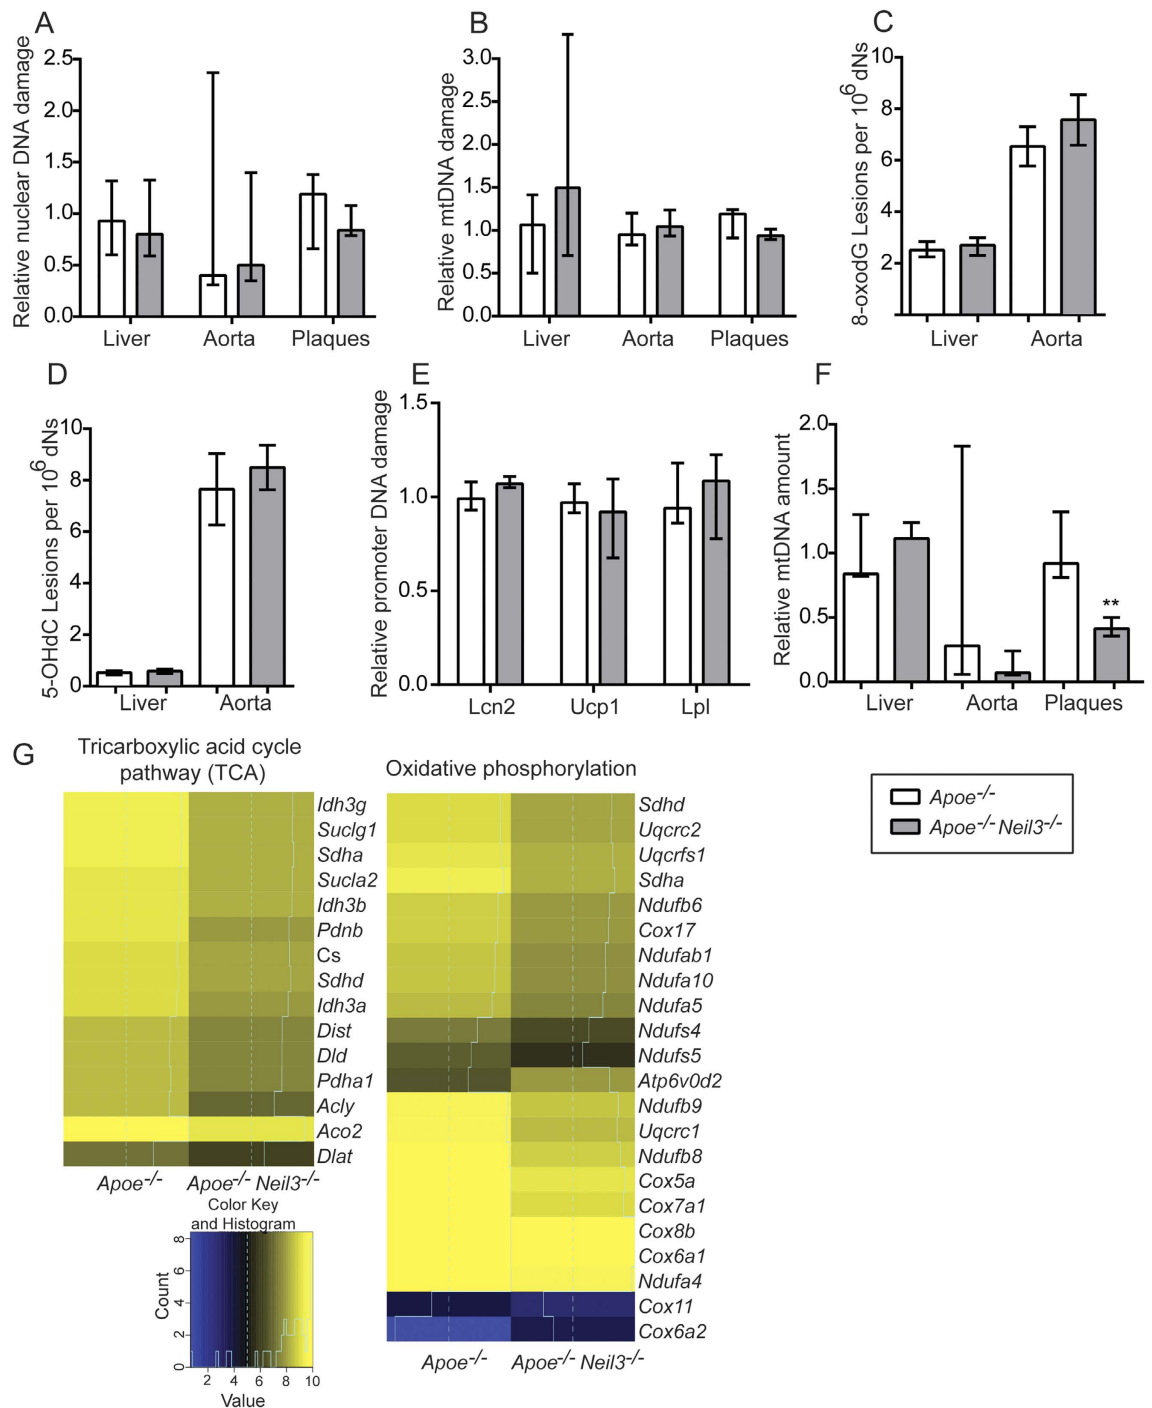 A
Relative nuclear DNA damage
2.5
2.0
1.5
1.0
0.5
0.0
Liver
Aorta
Plaques
B
Relative mtDNA damage
3.0
2.5
2.0
1.5
1.0
0.5
0.0
Liver
Aorta
Plaques
C
8-oxodG Lesions per 10^6 dNs
10
8
6
4
2
Liver
Aorta
D
5-OHdC Lesions per 10^6 dNs
10
8
6
4
2
0
Liver
Aorta
E
Relative promoter DNA damage
1.5
1.0
0.5
0.0
Lcn2
Ucp1
Lpl
F
Relative mtDNA amount
2.0
1.5
1.0
0.5
0.0
**
Liver
Aorta
Plaques
G
Tricarboxylic acid cycle
pathway (TCA)
Idh3g
Suclg1
Sdha
Sucla2
Idh3b
Pdnb
Cs
Sdhd
Idh3a
Dist
Dld
Pdha1
Acly
Aco2
Dlat
Apoe-/-
Apoe-/- Neil3-/-
Color Key
and Histogram
Count
8
6
4
2
0
2
4
6
8
10
Value
Oxidative phosphorylation
Sdhd
Uqcrc2
Uqcrfs1
Sdha
Ndufb6
Cox17
Ndufab1
Ndufa10
Ndufa5
Ndufs4
Ndufs5
Atp6v0d2
Ndufb9
Uqcrc1
Ndufb8
Cox5a
Cox7a1
Cox8b
Cox6a1
Ndufa4
Cox11
Cox6a2
Apoe-/-
Apoe-/- Neil3-/-
Apoe-/-
Apoe-/- Neil3-/-